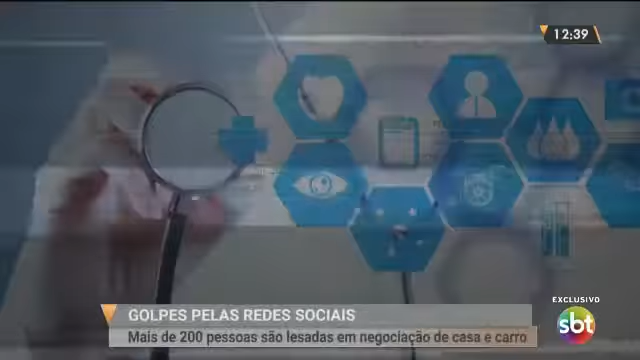 12:39
GOLPES PELAS REDES SOCIAIS
Mais de 200 pessoas são lesadas em negociação de casa e carro
EXCLUSIVO
sbt